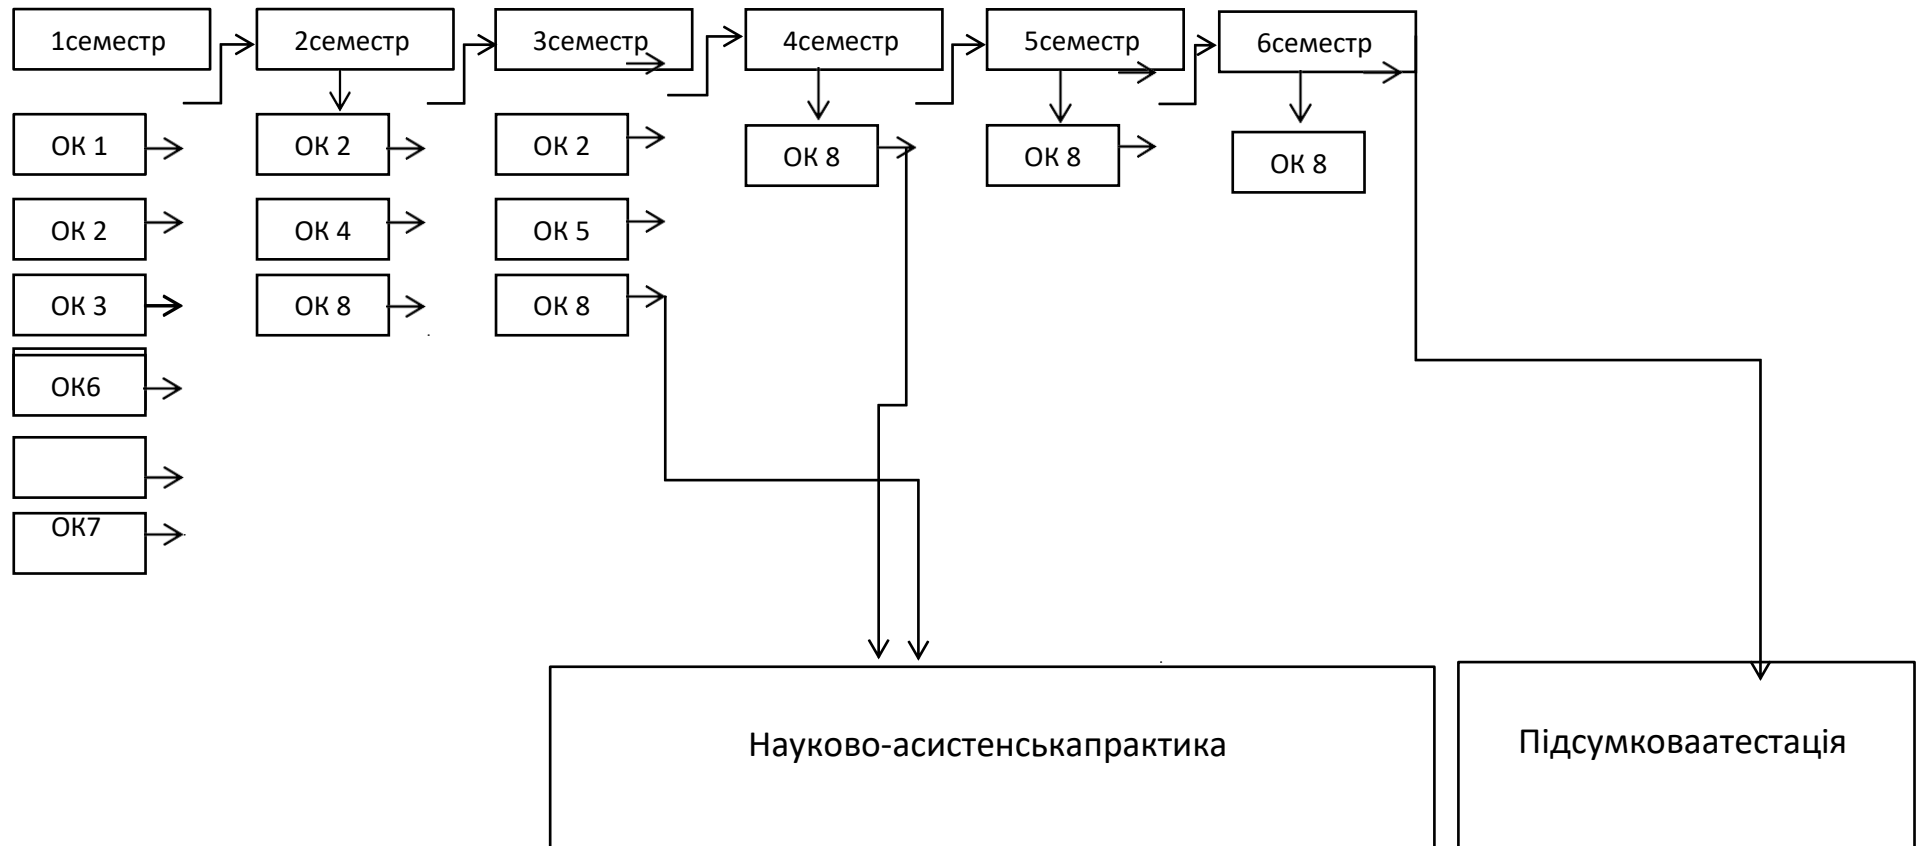 1семестр
2семестр
3семестр
4семестр
5семестр
6семестр
ОК 1
ОК 2
ОК 2
ОК 8
ОК 8
ОК 8
ОК 2
ОК 4
ОК 5
ОК 3
ОК 8
ОК 8
ОК6
ОК7
Науково-асистенськапрактика
Підсумковаатестація